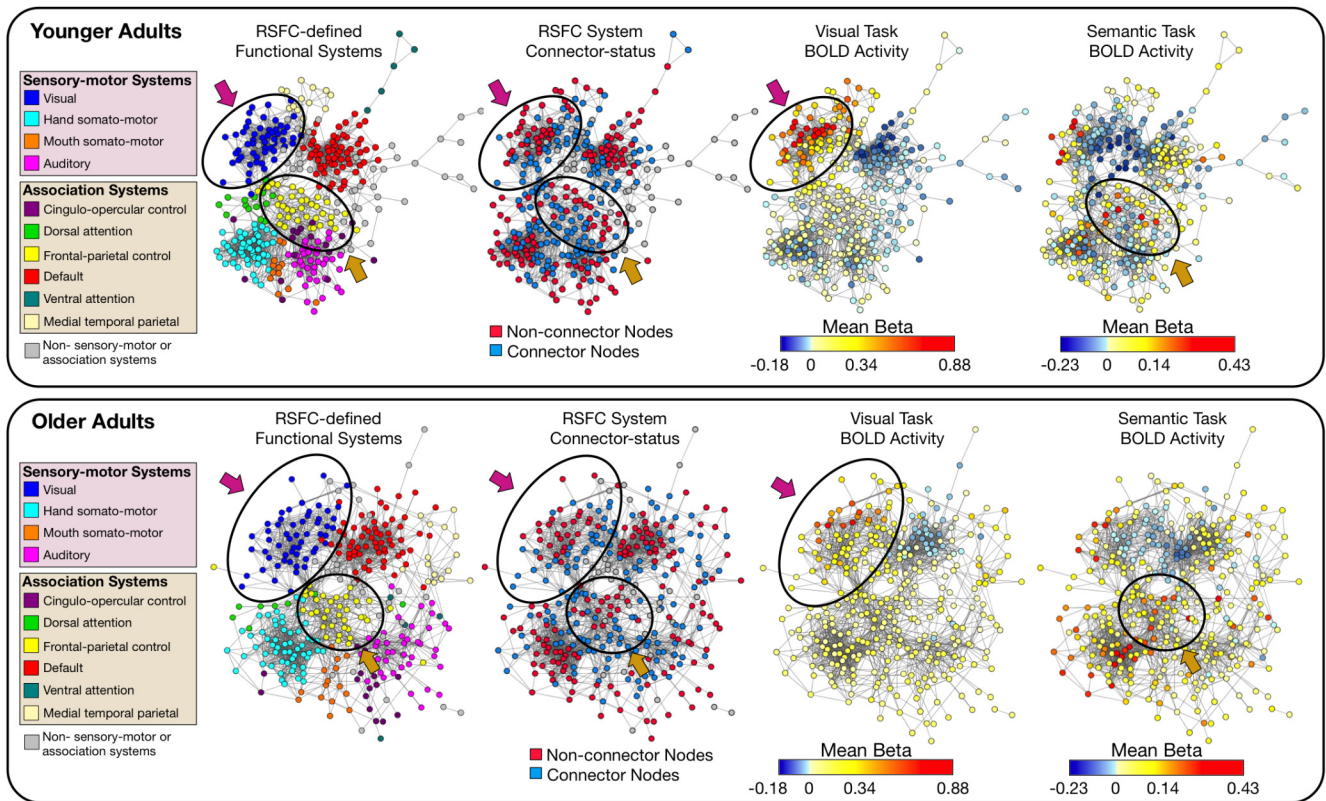 Younger Adults
RSFC-defined
Functional Systems
RSFC System
Connector-status
Visual Task
BOLD Activity
Semantic Task
BOLD Activity
Sensory-motor Systems
Visual
Hand somato-motor
Mouth somato-motor
Auditory
Association Systems
Cingulo-opercular control
Dorsal attention
Frontal-parietal control
Default
Ventral attention
Medial temporal parietal
Non- sensory-motor or
association systems
Non-connector Nodes
Connector Nodes
Mean Beta
-0.18 0 0.34 0.88
Mean Beta
-0.23 0 0.14 0.43
Older Adults
RSFC-defined
Functional Systems
RSFC System
Connector-status
Visual Task
BOLD Activity
Semantic Task
BOLD Activity
Sensory-motor Systems
Visual
Hand somato-motor
Mouth somato-motor
Auditory
Association Systems
Cingulo-opercular control
Dorsal attention
Frontal-parietal control
Default
Ventral attention
Medial temporal parietal
Non- sensory-motor or
association systems
Non-connector Nodes
Connector Nodes
Mean Beta
-0.18 0 0.34 0.88
Mean Beta
-0.23 0 0.14 0.43